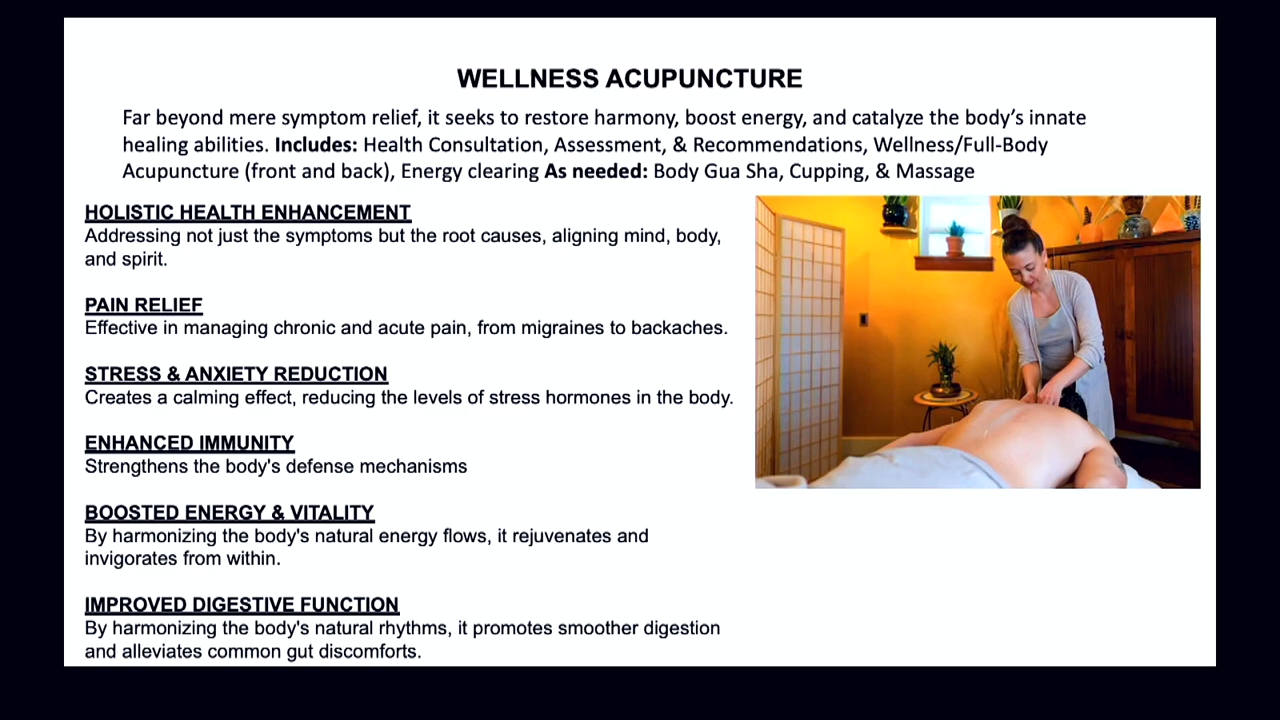 WELLNESS ACUPUNCTURE
Far beyond mere symptom relief, it seeks to restore harmony, boost energy, and catalyze the body’s innate
healing abilities. Includes: Health Consultation, Assessment, & Recommendations, Wellness/Full-Body
Acupuncture (front and back), Energy clearing As needed: Body Gua Sha, Cupping, & Massage
HOLISTIC HEALTH ENHANCEMENT
Addressing not just the symptoms but the root causes, aligning mind, body,
and spirit.
PAIN RELIEF
Effective in managing chronic and acute pain, from migraines to backaches.
STRESS & ANXIETY REDUCTION
Creates a calming effect, reducing the levels of stress hormones in the body.
ENHANCED IMMUNITY
Strengthens the body's defense mechanisms
BOOSTED ENERGY & VITALITY
By harmonizing the body's natural energy flows, it rejuvenates and
invigorates from within.
IMPROVED DIGESTIVE FUNCTION
By harmonizing the body's natural rhythms, it promotes smoother digestion
and alleviates common gut discomforts.